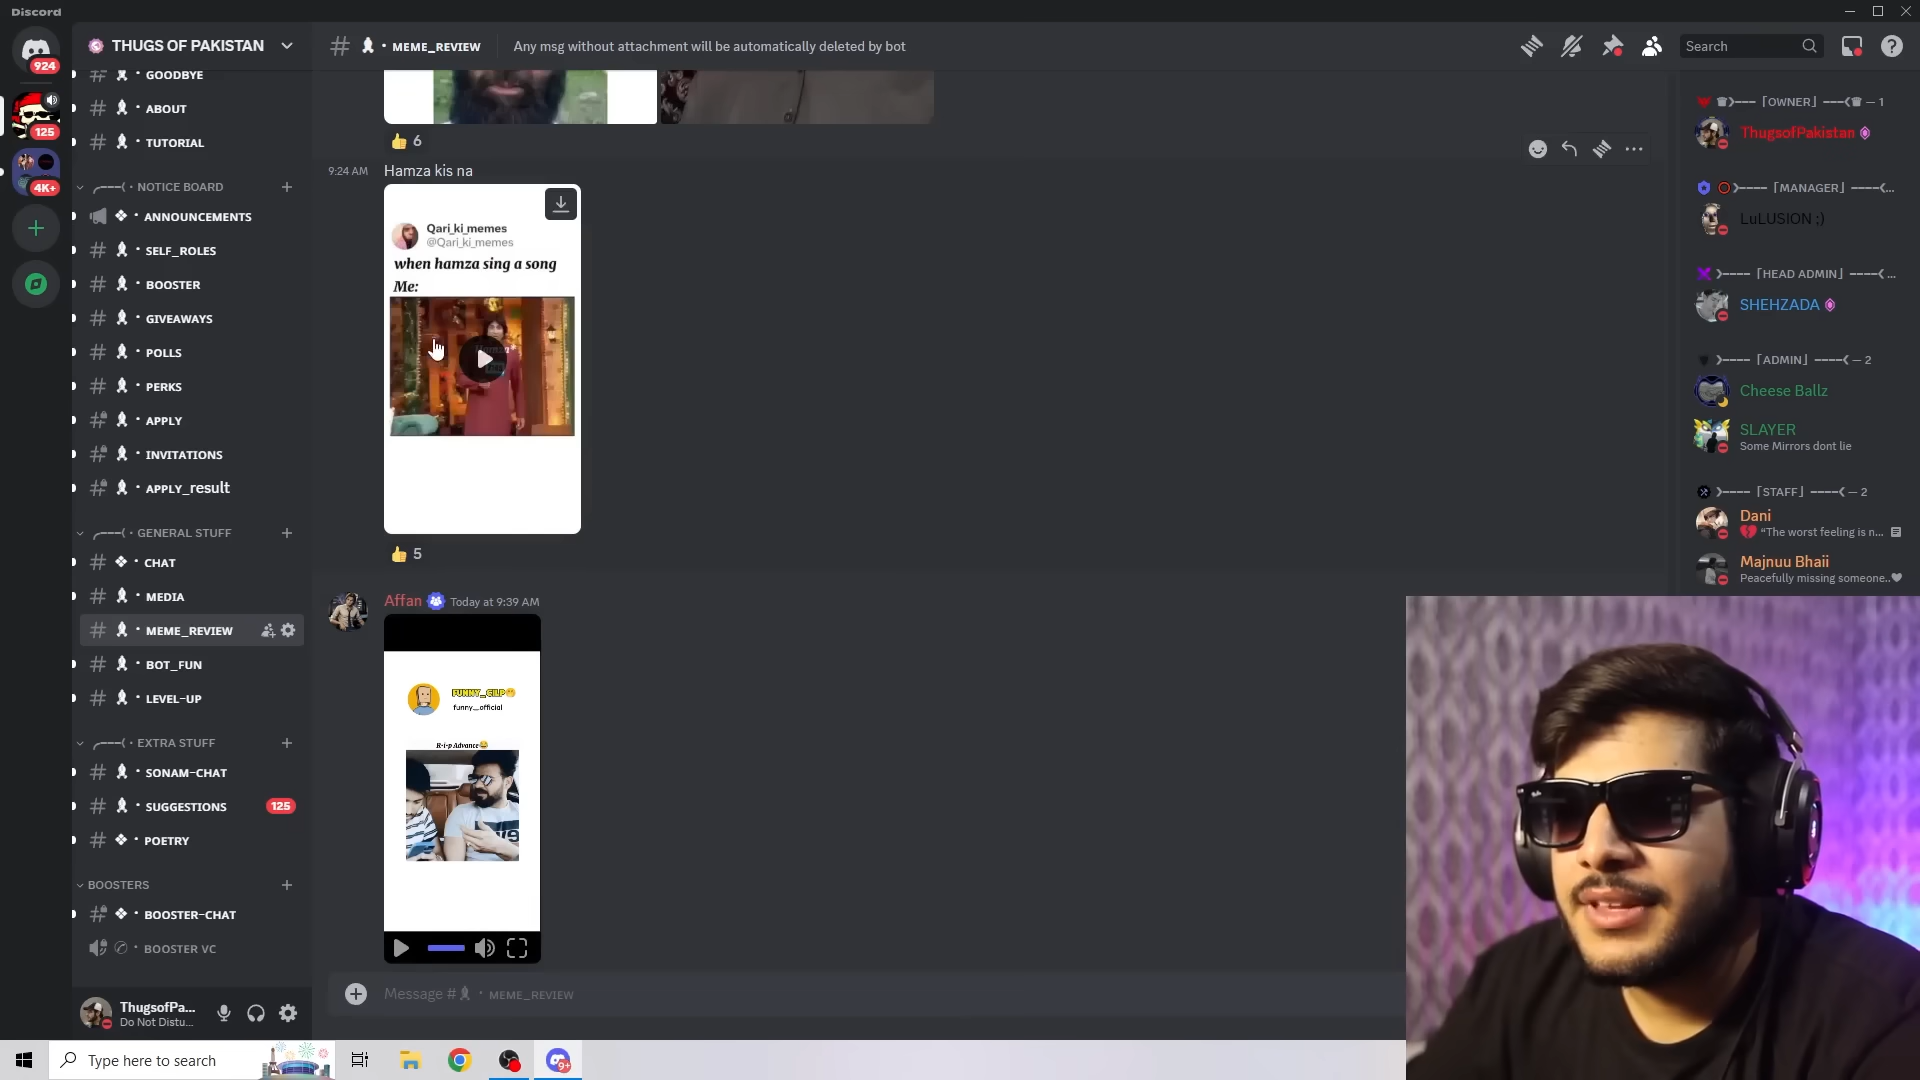 Discord
924
125
4K+
THUGS OF PAKISTAN
GOODBYE
ABOUT
TUTORIAL
NOTICE BOARD
ANNOUNCEMENTS
SELF_ROLES
BOOSTER
GIVEAWAYS
POLLS
PERKS
APPLY
INVITATIONS
APPLY_result
GENERAL STUFF
CHAT
MEDIA
MEME_REVIEW
BOT_FUN
LEVEL-UP
EXTRA STUFF
SONAM-CHAT
SUGGESTIONS 125
POETRY
BOOSTERS
BOOSTER-CHAT
BOOSTER VC
ThugsofPa...
Do Not Distu...
MEME_REVIEW Any msg without attachment will be automatically deleted by bot
Search
6
9:24 AM Hamza kis na
Qari_ki_memes
@Qari_ki_memes
when hamza sing a song
Me:
5
Affan Today at 9:39 AM
FUNNY_CILP
funny_official
R-i-p Advance
Message # MEME_REVIEW
[OWNER] — 1
ThugsofPakistan
[MANAGER]
LuLUSION ;)
[HEAD ADMIN]
SHEHZADA
[ADMIN] — 2
Cheese Ballz
SLAYER
Some Mirrors dont lie
[STAFF] — 2
Dani
"The worst feeling is n...
Majnuu Bhaii
Peacefully missing someone..
Type here to search
9+